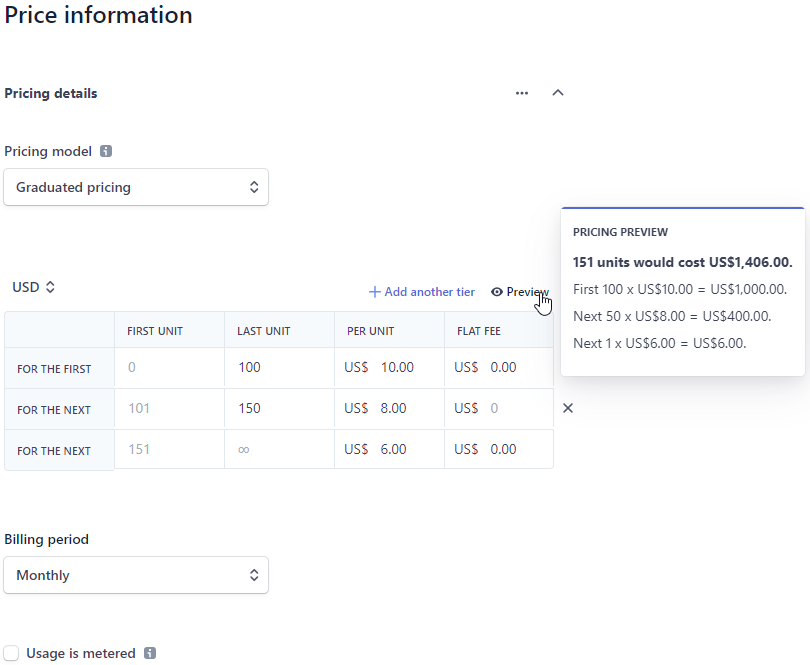 Price information
Pricing details
Pricing model
Graduated pricing
USD
Add another tier Preview
FIRST UNIT LAST UNIT PER UNIT FLAT FEE
FOR THE FIRST 0 100 US$ 10.00 US$ 0.00
FOR THE NEXT 101 150 US$ 8.00 US$ 0
FOR THE NEXT 151 ∞ US$ 6.00 US$ 0.00
PRICING PREVIEW
151 units would cost US$1,406.00.
First 100 x US$10.00 = US$1,000.00.
Next 50 x US$8.00 = US$400.00.
Next 1 x US$6.00 = US$6.00.
Billing period
Monthly
Usage is metered